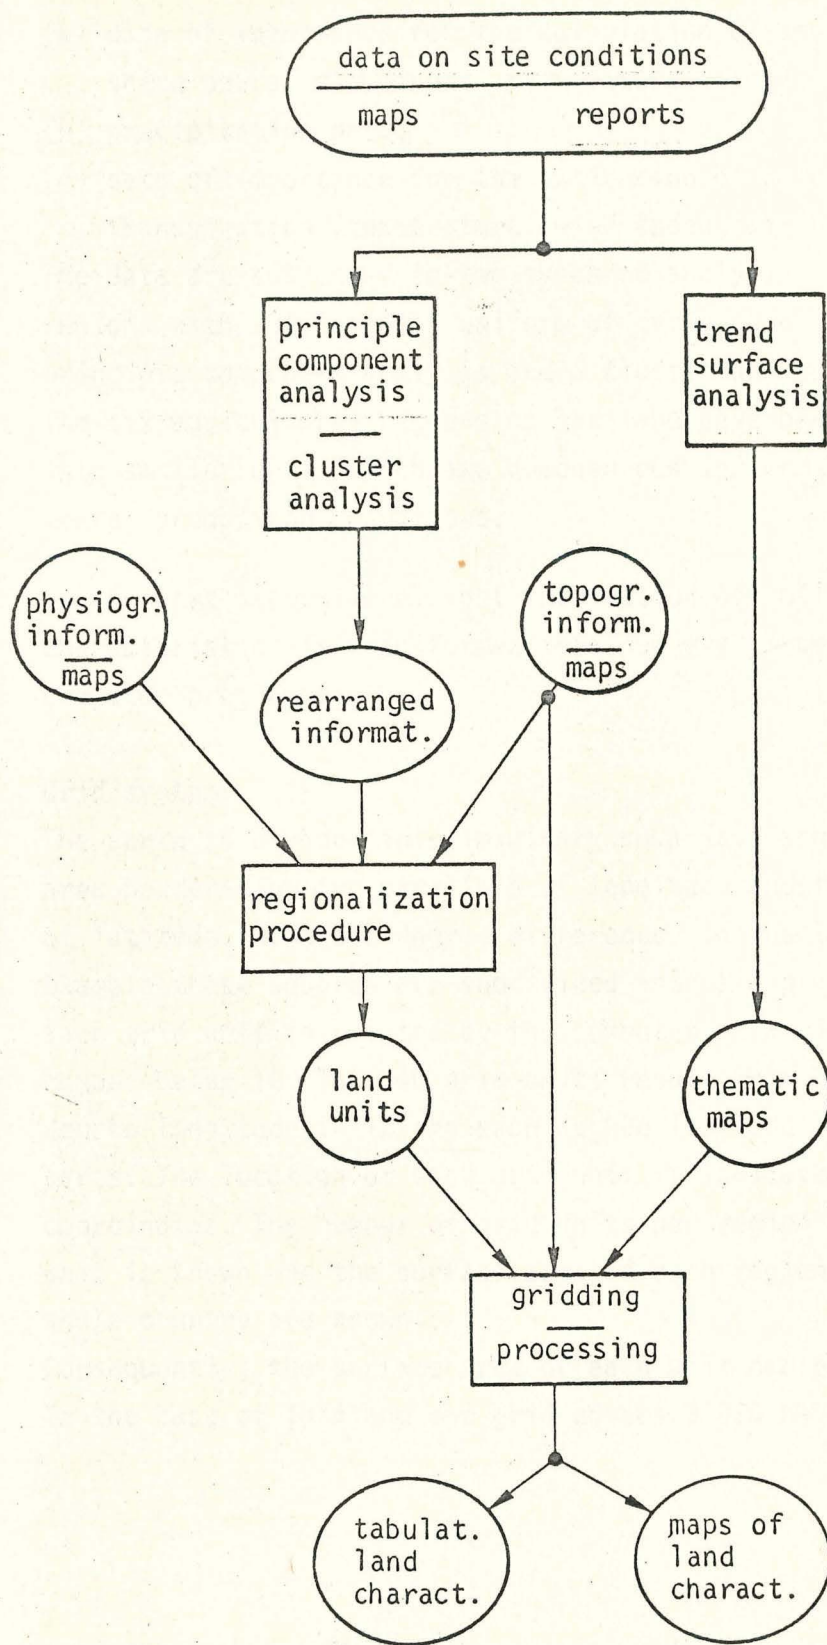 data on site conditions
maps reports
principle
component
analysis
cluster
analysis
trend
surface
analysis
physiogr.
inform.
maps
topogr.
inform.
maps
rearranged
informat.
regionalization
procedure
land
units
thematic
maps
gridding
processing
tabulat.
land
charact.
maps of
land
charact.